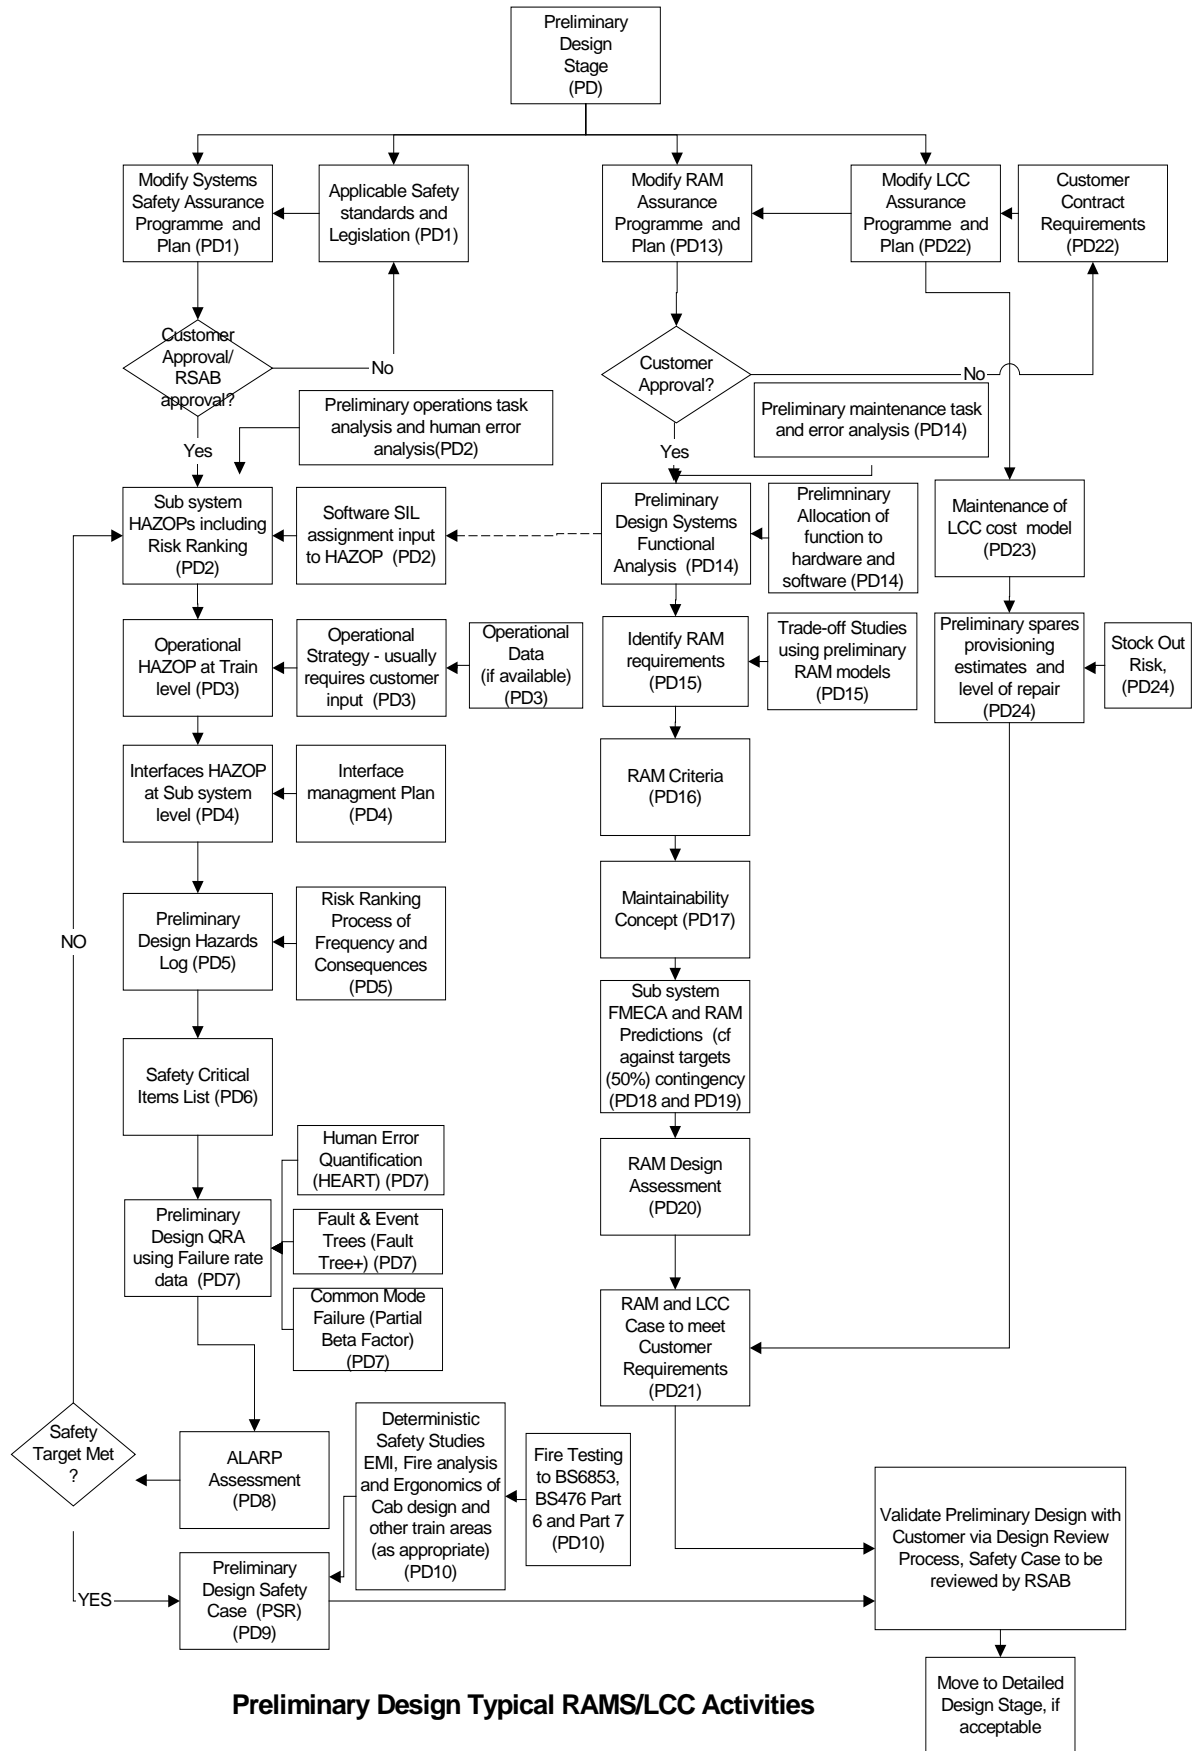 Preliminary
Design
Stage
(PD)
Modify Systems
Safety Assurance
Programme and
Plan (PD1)
Applicable Safety
standards and
Legislation (PD1)
Modify RAM
Assurance
Programme and
Plan (PD13)
Modify LCC
Assurance
Programme and
Plan (PD22)
Customer
Contract
Requirements
(PD22)
Customer
Approval/
RSAB
approval?
No
Yes
Customer
Approval?
No
Yes
Preliminary operations task
analysis and human error
analysis(PD2)
Preliminary maintenance task
and error analysis (PD14)
Sub system
HAZOPs including
Risk Ranking
(PD2)
Software SIL
assignment input
to HAZOP (PD2)
Preliminary
Design Systems
Functional
Analysis (PD14)
Prelimninary
Allocation of
function to
hardware and
software (PD14)
Maintenance of
LCC cost model
(PD23)
Operational
HAZOP at Train
level (PD3)
Operational
Strategy - usually
requires customer
input (PD3)
Operational
Data
(if available)
(PD3)
Identify RAM
requirements
(PD15)
Trade-off Studies
using preliminary
RAM models
(PD15)
Preliminary spares
provisioning
estimates and
level of repair
(PD24)
Stock Out
Risk,
(PD24)
Interfaces HAZOP
at Sub system
level (PD4)
Interface
managment Plan
(PD4)
RAM Criteria
(PD16)
Preliminary
Design Hazards
Log (PD5)
Risk Ranking
Process of
Frequency and
Consequences
(PD5)
Maintainability
Concept (PD17)
NO
Safety Critical
Items List (PD6)
Sub system
FMECA and RAM
Predictions (cf
against targets
(50%) contingency
(PD18 and PD19)
Human Error
Quantification
(HEART) (PD7)
Preliminary
Design QRA
using Failure rate
data (PD7)
Fault & Event
Trees (Fault
Tree+) (PD7)
Common Mode
Failure (Partial
Beta Factor)
(PD7)
RAM Design
Assessment
(PD20)
RAM and LCC
Case to meet
Customer
Requirements
(PD21)
Safety
Target Met
?
ALARP
Assessment
(PD8)
Deterministic
Safety Studies
EMI, Fire analysis
and Ergonomics of
Cab design and
other train areas
(as appropriate)
(PD10)
Fire Testing
to BS6853,
BS476 Part
6 and Part 7
(PD10)
YES
Preliminary
Design Safety
Case (PSR)
(PD9)
Validate Preliminary Design with
Customer via Design Review
Process, Safety Case to be
reviewed by RSAB
Move to Detailed
Design Stage, if
acceptable
Preliminary Design Typical RAMS/LCC Activities